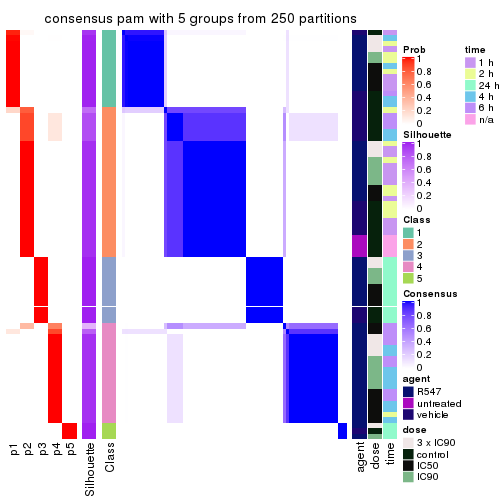 consensus pam with 5 groups from 250 partitions
Prob
1
0.8
0.6
0.4
0.2
0
Silhouette
1
0.8
0.6
0.4
0.2
0
Class
1
2
3
4
5
Consensus
1
0.8
0.6
0.4
0.2
0
agent
R547
untreated
vehicle
dose
3 x IC90
control
IC50
IC90
time
1 h
2 h
24 h
4 h
6 h
n/a
p1
p2
p3
p4
p5
Silhouette
Class
agent
dose
time